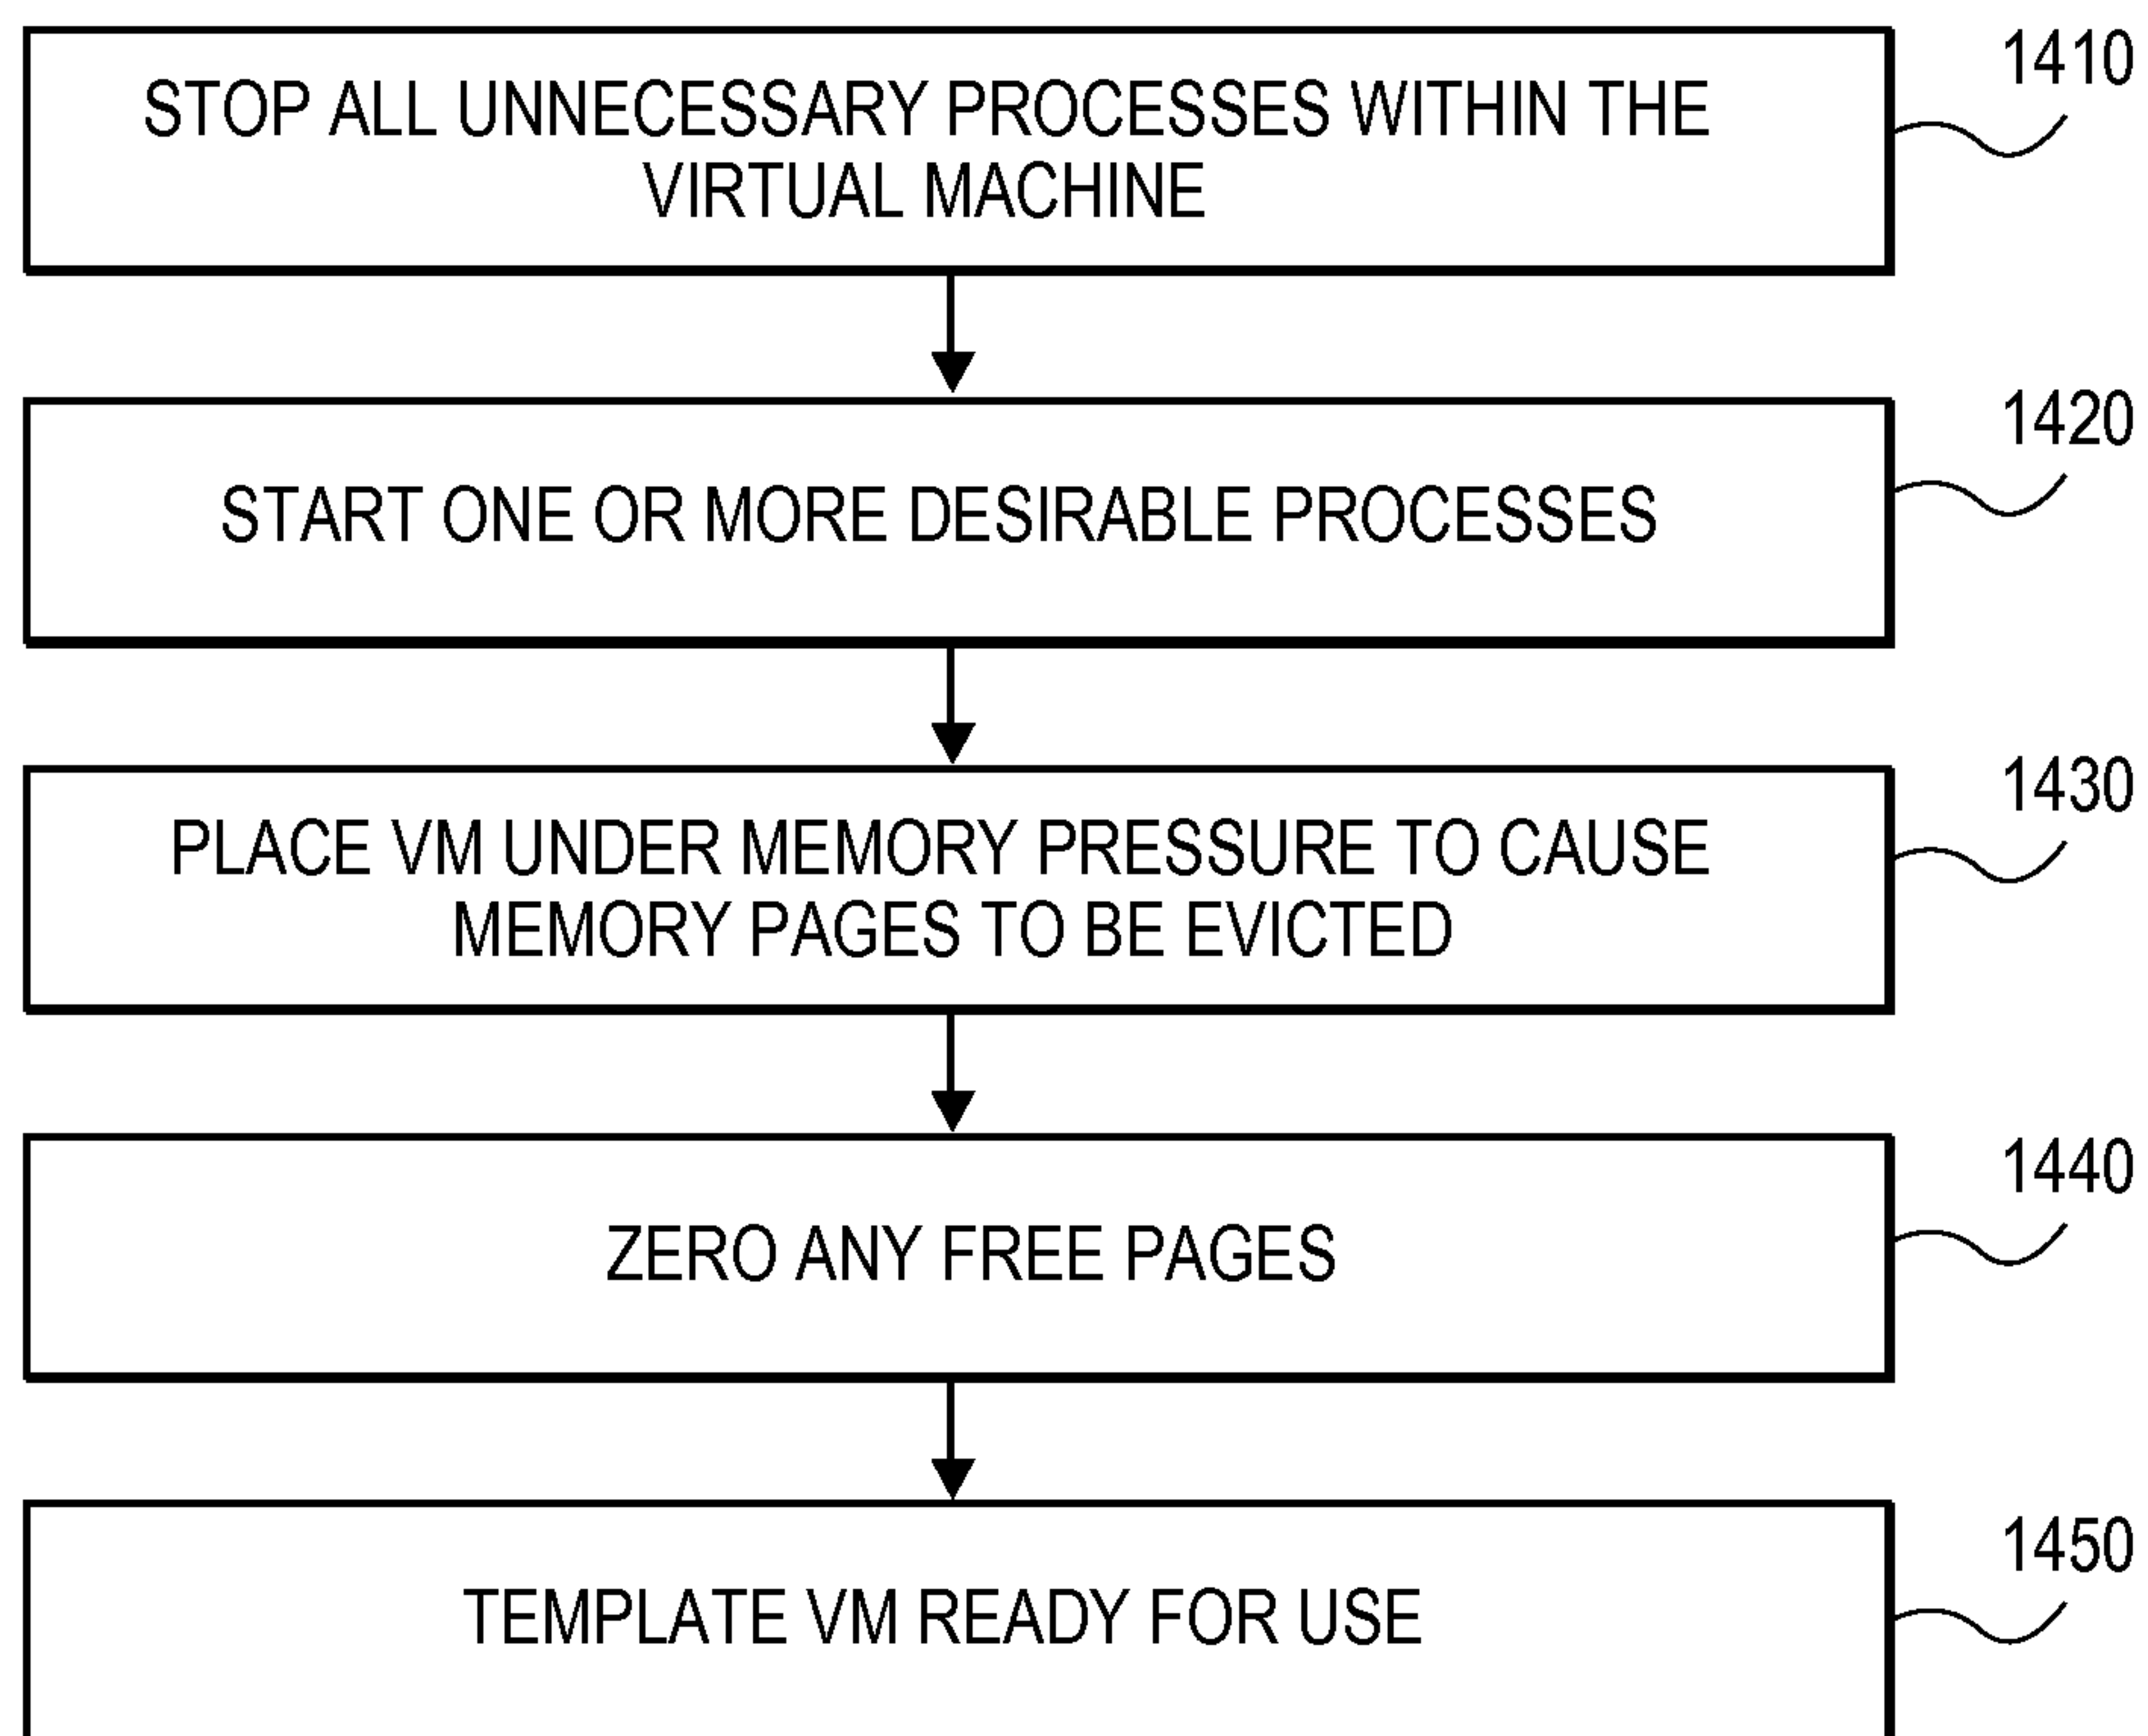 1410
STOP ALL UNNECESSARY PROCESSES WITHIN THE
VIRTUAL MACHINE
1420
START ONE OR MORE DESIRABLE PROCESSES
1430
PLACE VM UNDER MEMORY PRESSURE TO CAUSE
MEMORY PAGES TO BE EVICTED
1440
ZERO ANY FREE PAGES
1450
TEMPLATE VM READY FOR USE